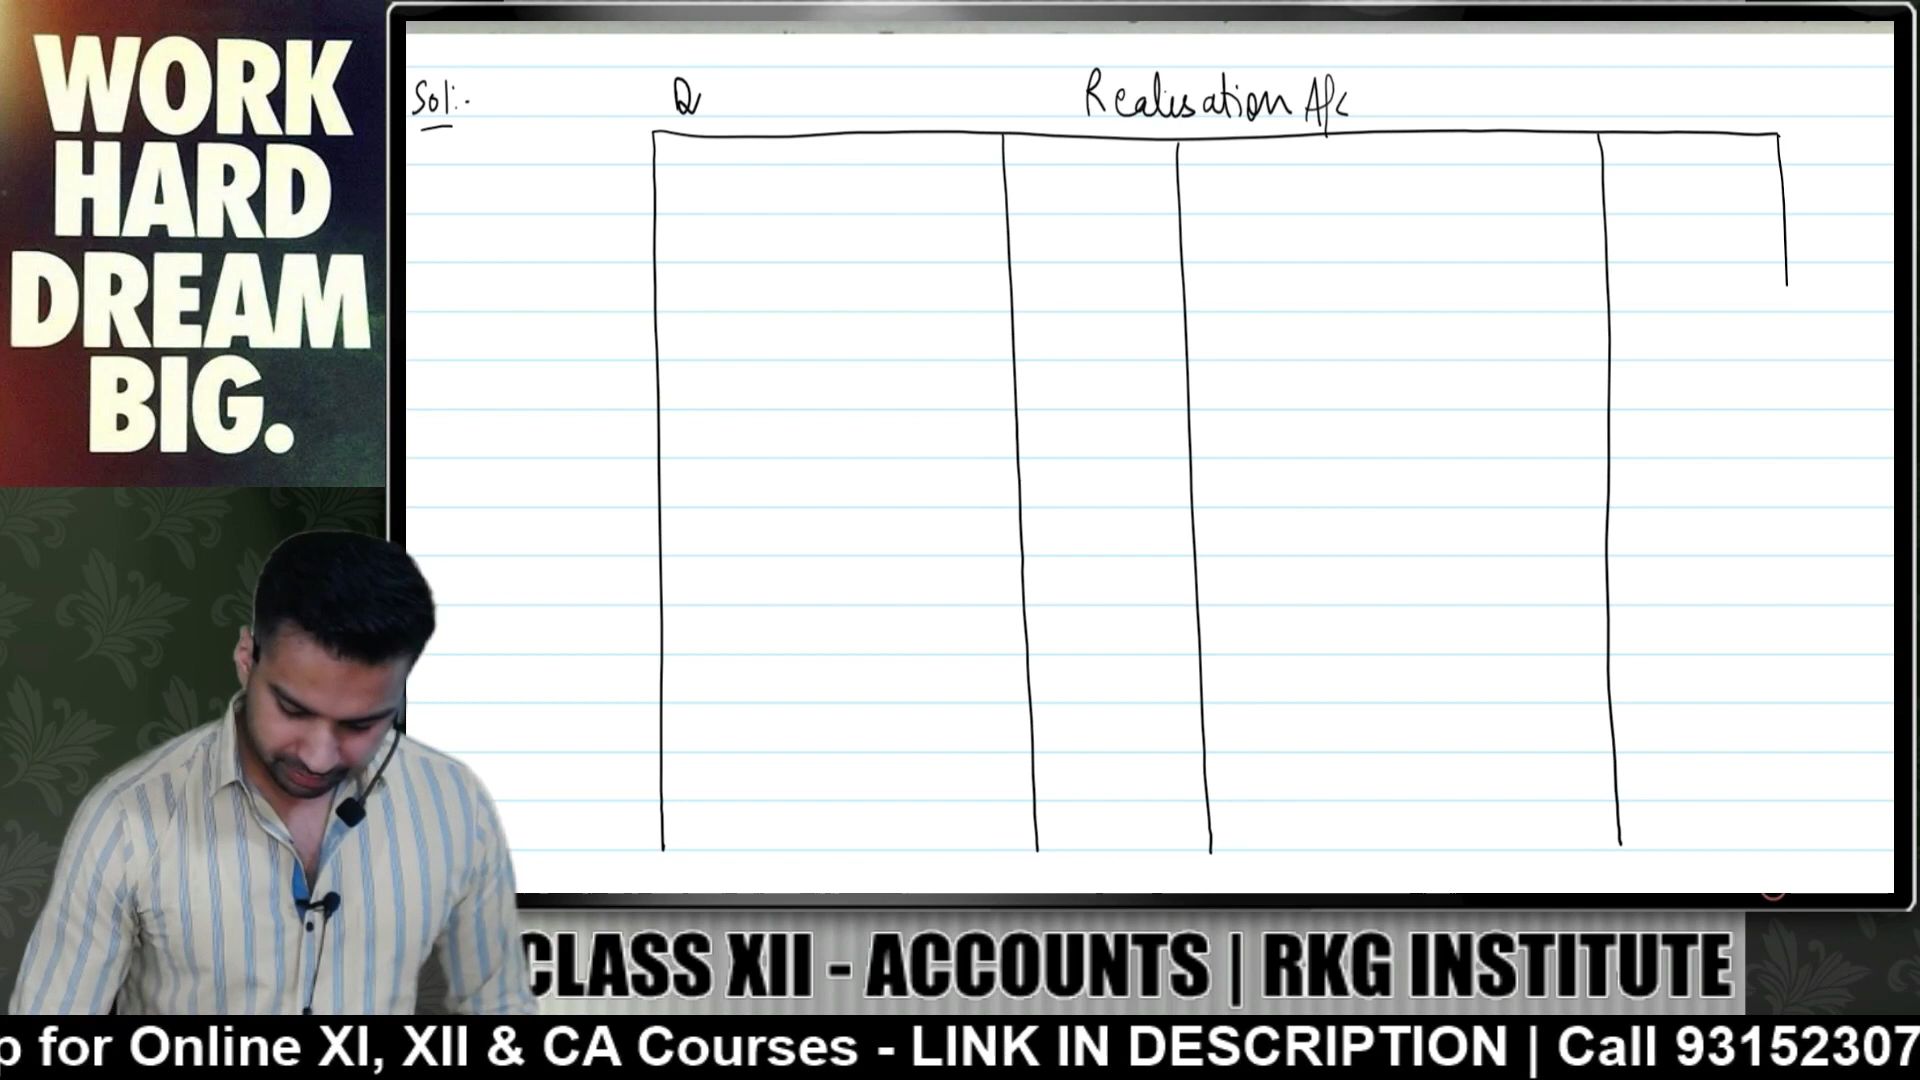 WORK
HARD
DREAM
BIG.
Sol:- Dr Realisation A/c
CLASS XII - ACCOUNTS | RKG INSTITUTE
p for Online XI, XII & CA Courses - LINK IN DESCRIPTION | Call 93152307